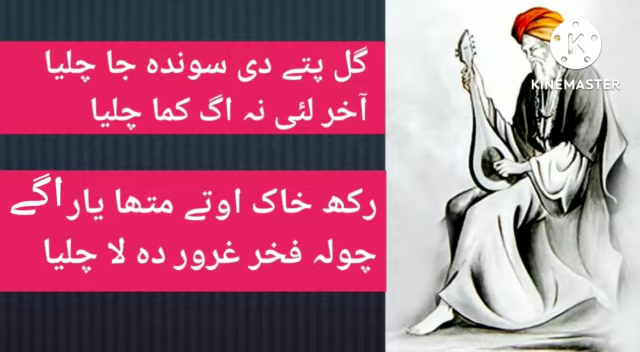 گل پتے دی سوندہ جا چلیا
آخر لئی نہ اگ کما چلیا
رکھ خاک اوتے متھا یار اگے
چولہ فخر غرور دہ لا چلیا
KINEMASTER